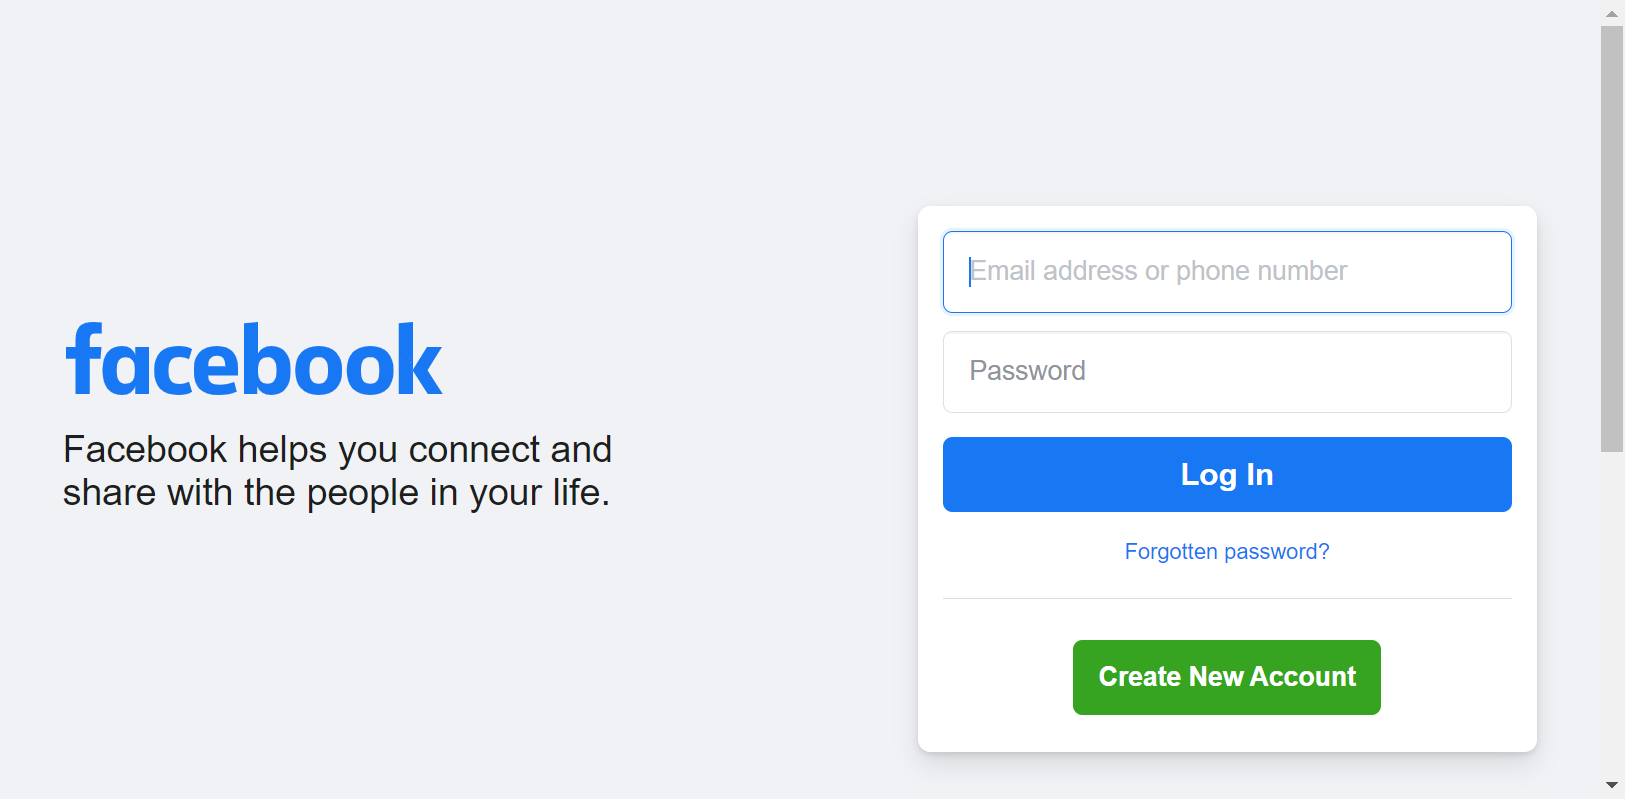 facebook
Facebook helps you connect and
share with the people in your life.
Email address or phone number
Password
Log In
Forgotten password?
Create New Account